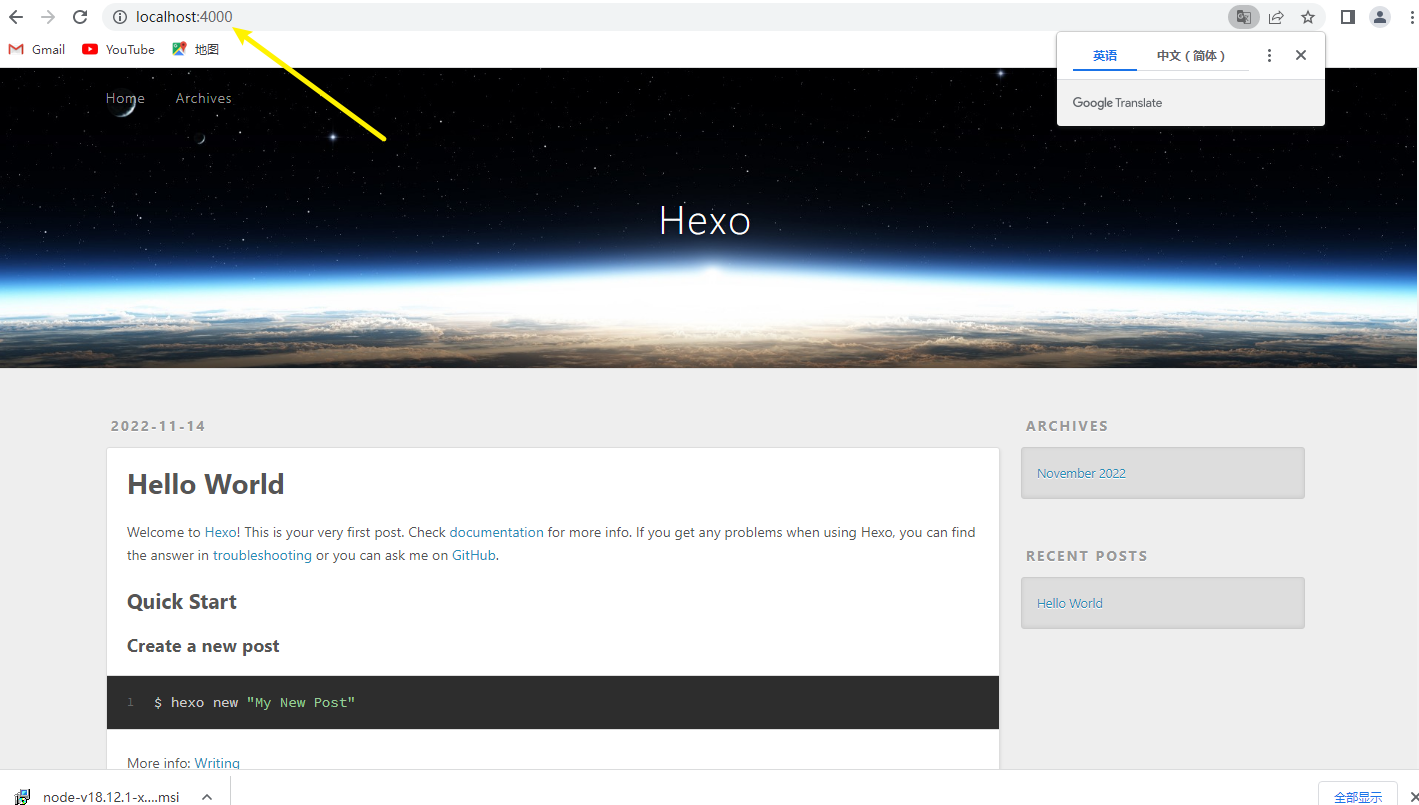 localhost:4000
Gmail YouTube 地图
英语 中文（简体）
Google Translate
Home Archives
Hexo
2022-11-14
Hello World
Welcome to Hexo! This is your very first post. Check documentation for more info. If you get any problems when using Hexo, you can find
the answer in troubleshooting or you can ask me on GitHub.
Quick Start
Create a new post
1 $ hexo new "My New Post"
More info: Writing
ARCHIVES
November 2022
RECENT POSTS
Hello World
node-v18.12.1-x....msi
全部显示